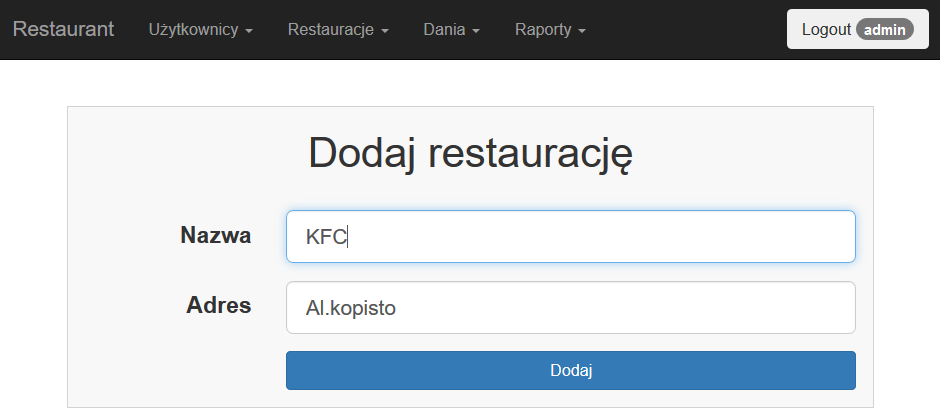 Restaurant Użytkownicy Restauracje Dania Raporty Logout admin
Dodaj restaurację
Nazwa KFC
Adres Al.kopisto
Dodaj